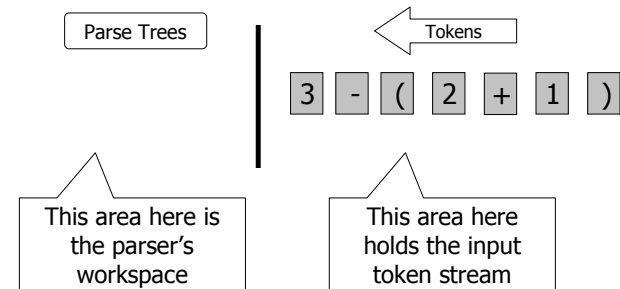 Parse Trees
Tokens
3 - ( 2 + 1 )
This area here is
the parser's
workspace
This area here
holds the input
token stream